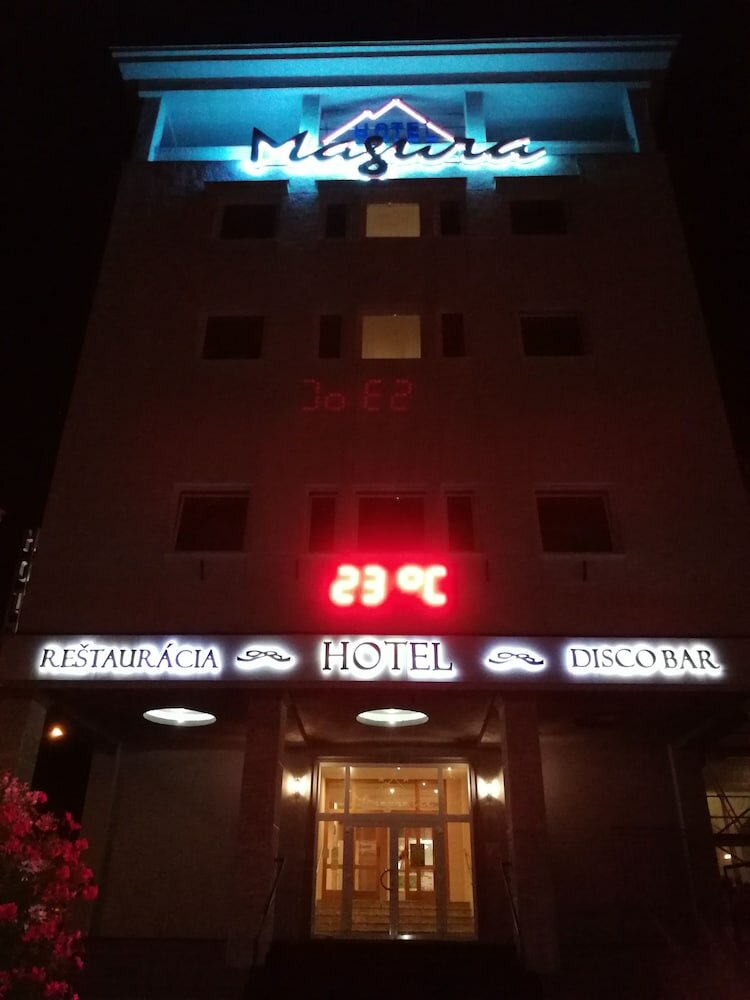 HOTEL
Magura
23 °C
REŠTAURÁCIA HOTEL DISCO BAR